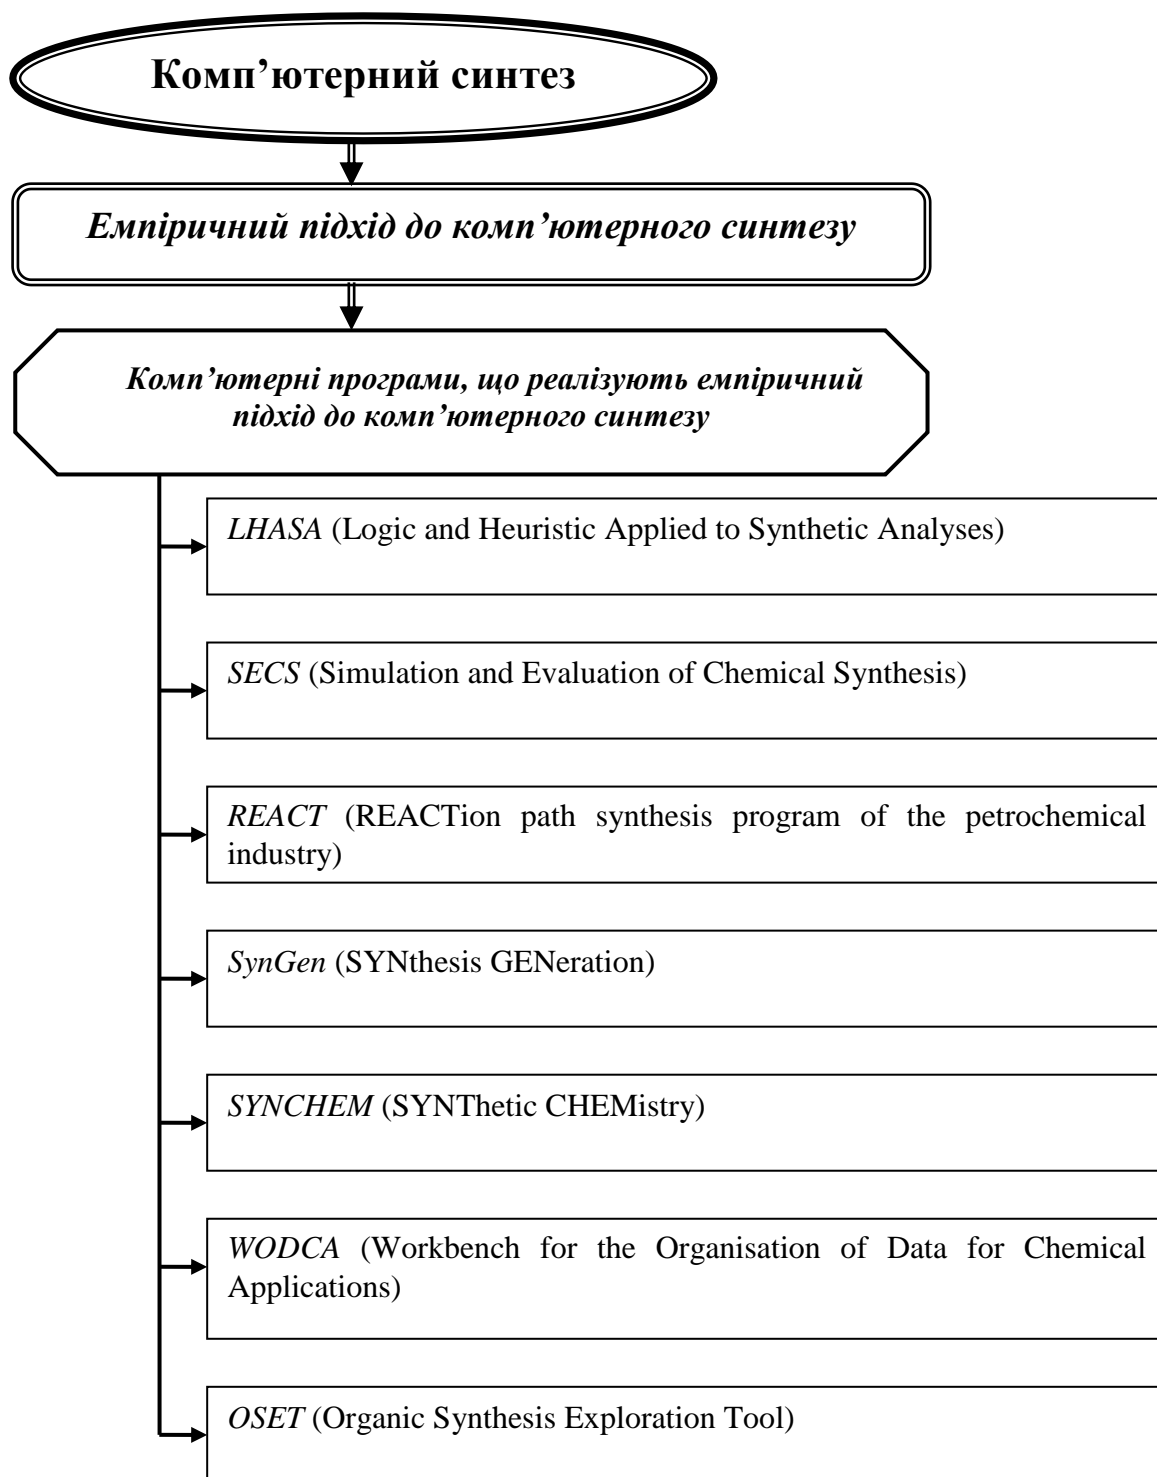 Комп’ютерний синтез
Емпіричний підхід до комп’ютерного синтезу
Комп’ютерні програми, що реалізують емпіричний
підхід до комп’ютерного синтезу
LHASA (Logic and Heuristic Applied to Synthetic Analyses)
SECS (Simulation and Evaluation of Chemical Synthesis)
REACT (REACTion path synthesis program of the petrochemical
industry)
SynGen (SYNthesis GENeration)
SYNCHEM (SYNThetic CHEMistry)
WODCA (Workbench for the Organisation of Data for Chemical
Applications)
OSET (Organic Synthesis Exploration Tool)